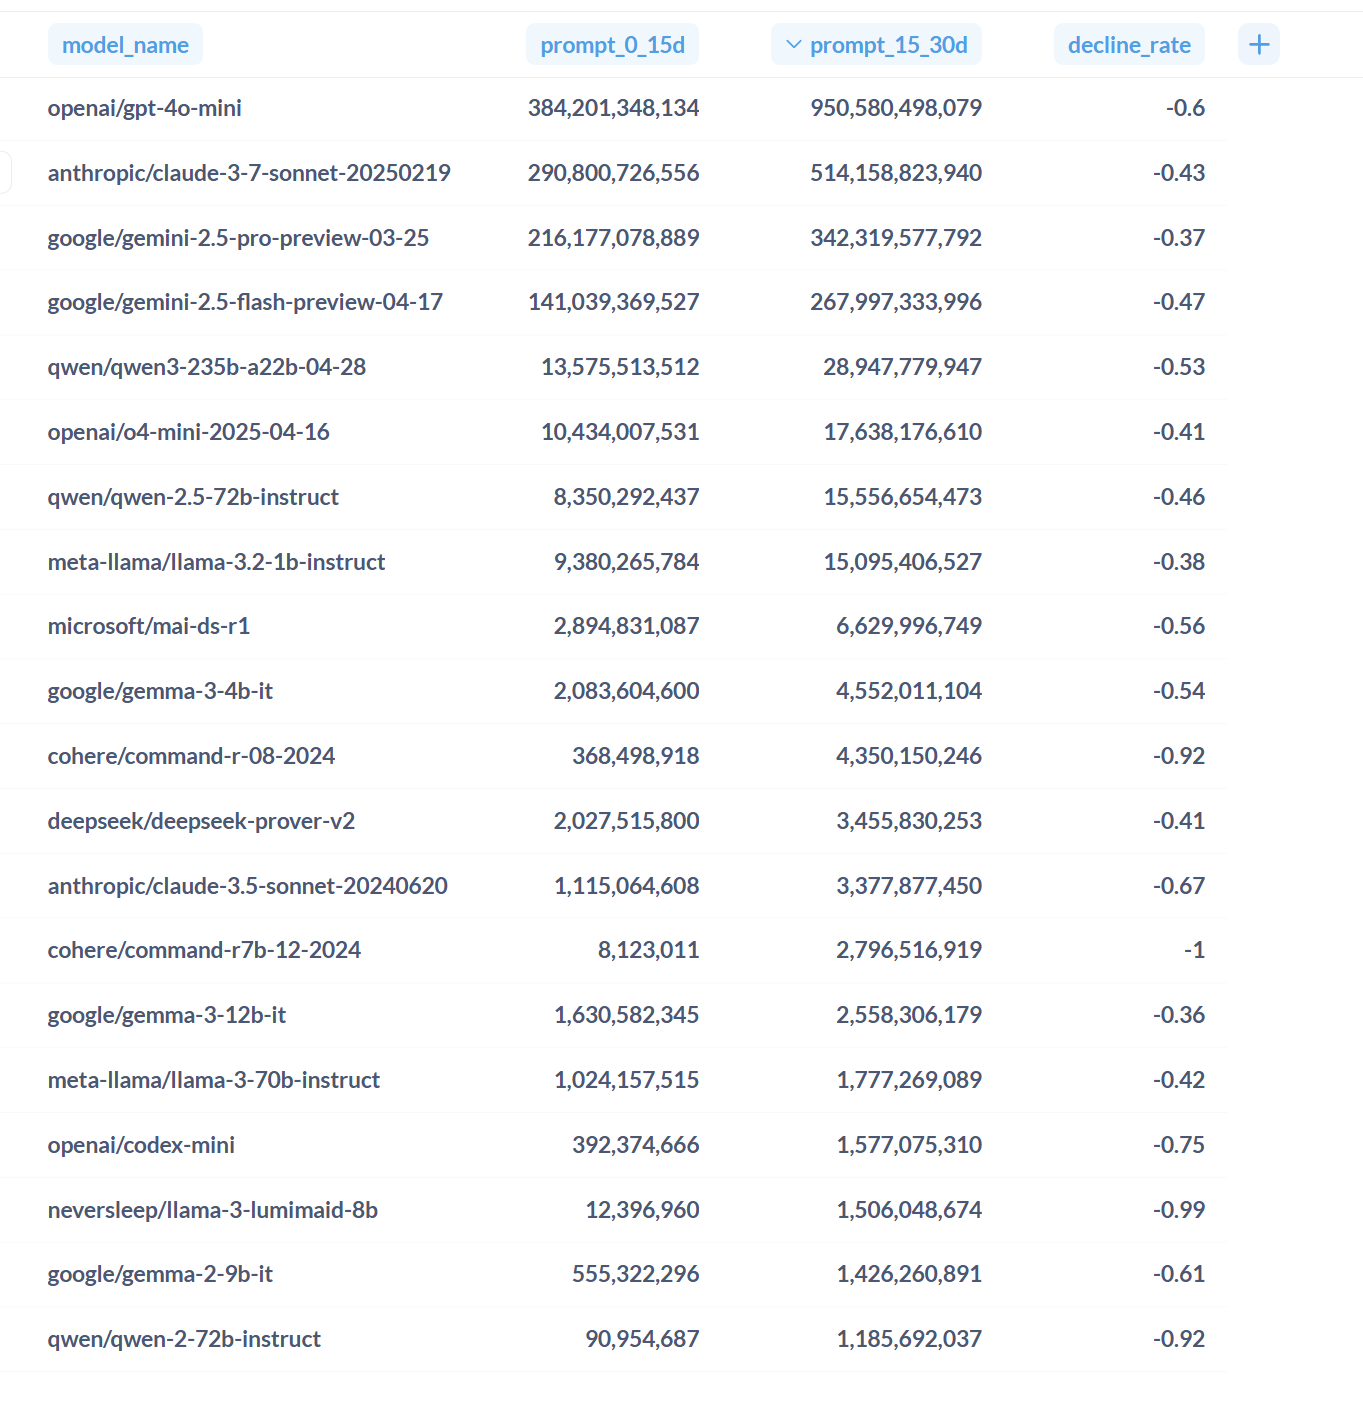 model_name prompt_0_15d prompt_15_30d decline_rate +
openai/gpt-4o-mini 384,201,348,134 950,580,498,079 -0.6
anthropic/claude-3-7-sonnet-20250219 290,800,726,556 514,158,823,940 -0.43
google/gemini-2.5-pro-preview-03-25 216,177,078,889 342,319,577,792 -0.37
google/gemini-2.5-flash-preview-04-17 141,039,369,527 267,997,333,996 -0.47
qwen/qwen3-235b-a22b-04-28 13,575,513,512 28,947,779,947 -0.53
openai/o4-mini-2025-04-16 10,434,007,531 17,638,176,610 -0.41
qwen/qwen-2.5-72b-instruct 8,350,292,437 15,556,654,473 -0.46
meta-llama/llama-3.2-1b-instruct 9,380,265,784 15,095,406,527 -0.38
microsoft/mai-ds-r1 2,894,831,087 6,629,996,749 -0.56
google/gemma-3-4b-it 2,083,604,600 4,552,011,104 -0.54
cohere/command-r-08-2024 368,498,918 4,350,150,246 -0.92
deepseek/deepseek-prover-v2 2,027,515,800 3,455,830,253 -0.41
anthropic/claude-3.5-sonnet-20240620 1,115,064,608 3,377,877,450 -0.67
cohere/command-r7b-12-2024 8,123,011 2,796,516,919 -1
google/gemma-3-12b-it 1,630,582,345 2,558,306,179 -0.36
meta-llama/llama-3-70b-instruct 1,024,157,515 1,777,269,089 -0.42
openai/codex-mini 392,374,666 1,577,075,310 -0.75
neversleep/llama-3-lumimaid-8b 12,396,960 1,506,048,674 -0.99
google/gemma-2-9b-it 555,322,296 1,426,260,891 -0.61
qwen/qwen-2-72b-instruct 90,954,687 1,185,692,037 -0.92